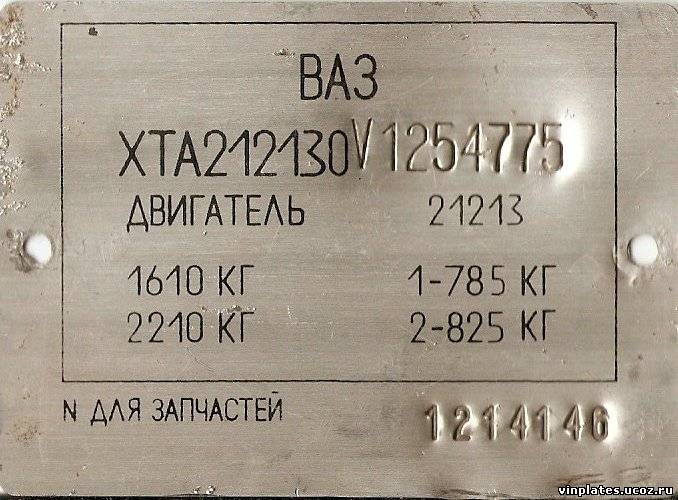 ВАЗ
XTA212130V1254775
ДВИГАТЕЛЬ 21213
1610 КГ 1-785 КГ
2210 КГ 2-825 КГ
N ДЛЯ ЗАПЧАСТЕЙ 1214146
vinplates.ucoz.ru